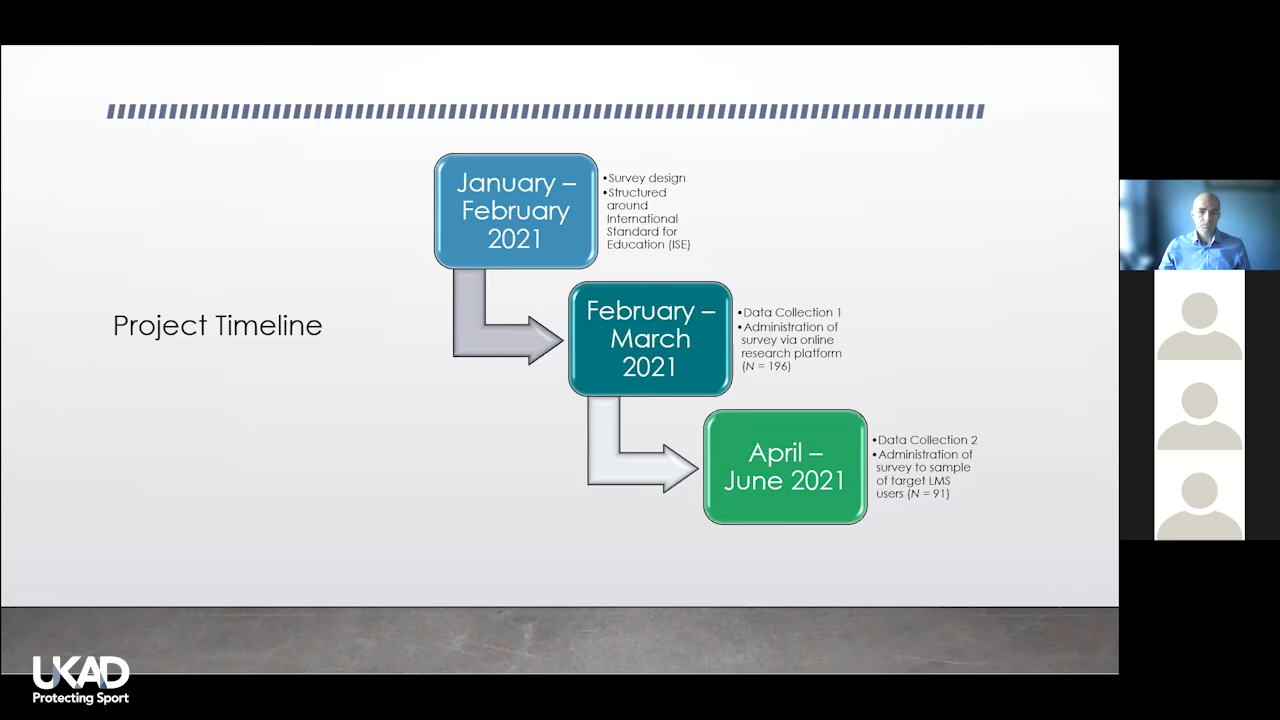 January –
February
2021
•Survey design
•Structured
around
International
Standard for
Education (ISE)
Project Timeline
February –
March
2021
•Data Collection 1
•Administration of
survey via online
research platform
(N = 196)
April –
June 2021
•Data Collection 2
•Administration of
survey to sample
of target LMS
users (N = 91)
UKAD
Protecting Sport